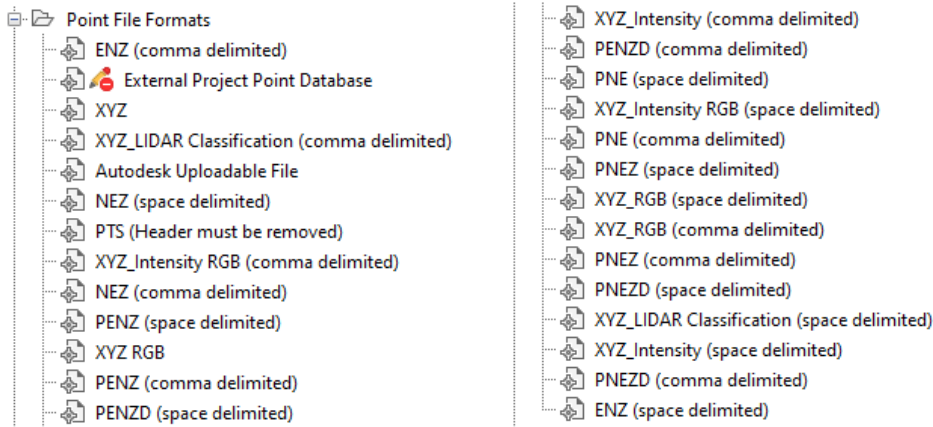 Point File Formats
ENZ (comma delimited)
External Project Point Database
XYZ
XYZ_LIDAR Classification (comma delimited)
Autodesk Uploadable File
NEZ (space delimited)
PTS (Header must be removed)
XYZ_Intensity RGB (comma delimited)
NEZ (comma delimited)
PENZ (space delimited)
XYZ RGB
PENZ (comma delimited)
PENZD (space delimited)
XYZ_Intensity (comma delimited)
PENZD (comma delimited)
PNE (space delimited)
XYZ_Intensity RGB (space delimited)
PNE (comma delimited)
PNEZ (space delimited)
XYZ_RGB (space delimited)
XYZ_RGB (comma delimited)
PNEZ (comma delimited)
PNEZD (space delimited)
XYZ_LIDAR Classification (space delimited)
XYZ_Intensity (space delimited)
PNEZD (comma delimited)
ENZ (space delimited)